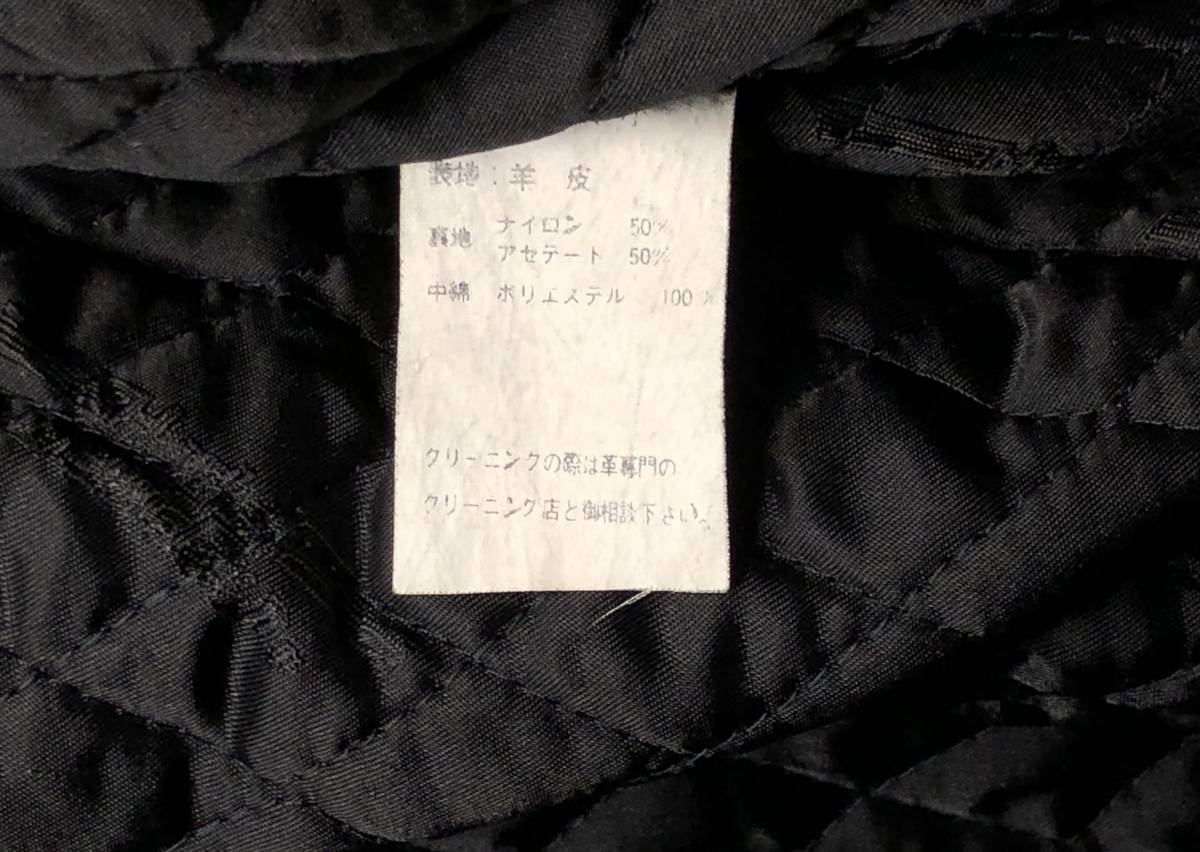 表地：羊 皮
裏地 ナイロン 50%
アセテート 50%
中綿 ポリエステル 100%
クリーニングの際は革専門の
クリーニング店と御相談下さい。